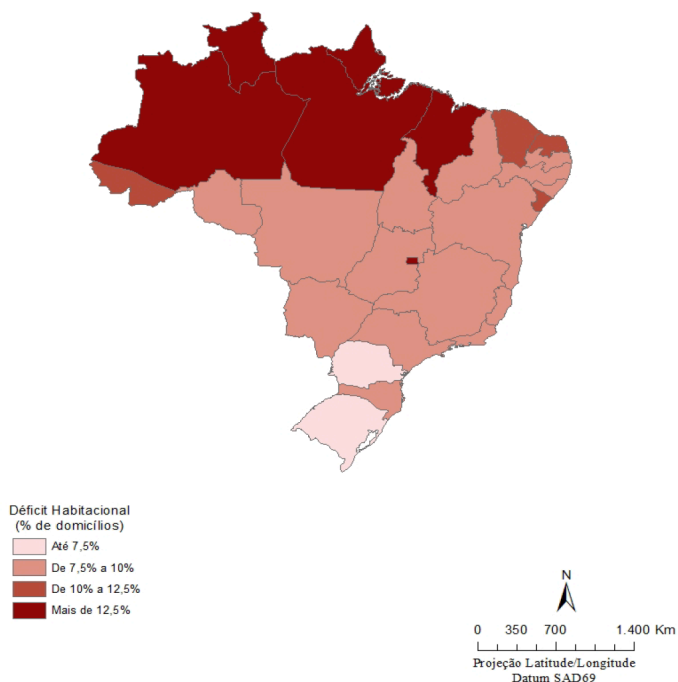 Déficit Habitacional
(% de domicílios)
Até 7,5%
De 7,5% a 10%
De 10% a 12,5%
Mais de 12,5%
N
0 350 700 1.400 Km
Projeção Latitude/Longitude
Datum SAD69